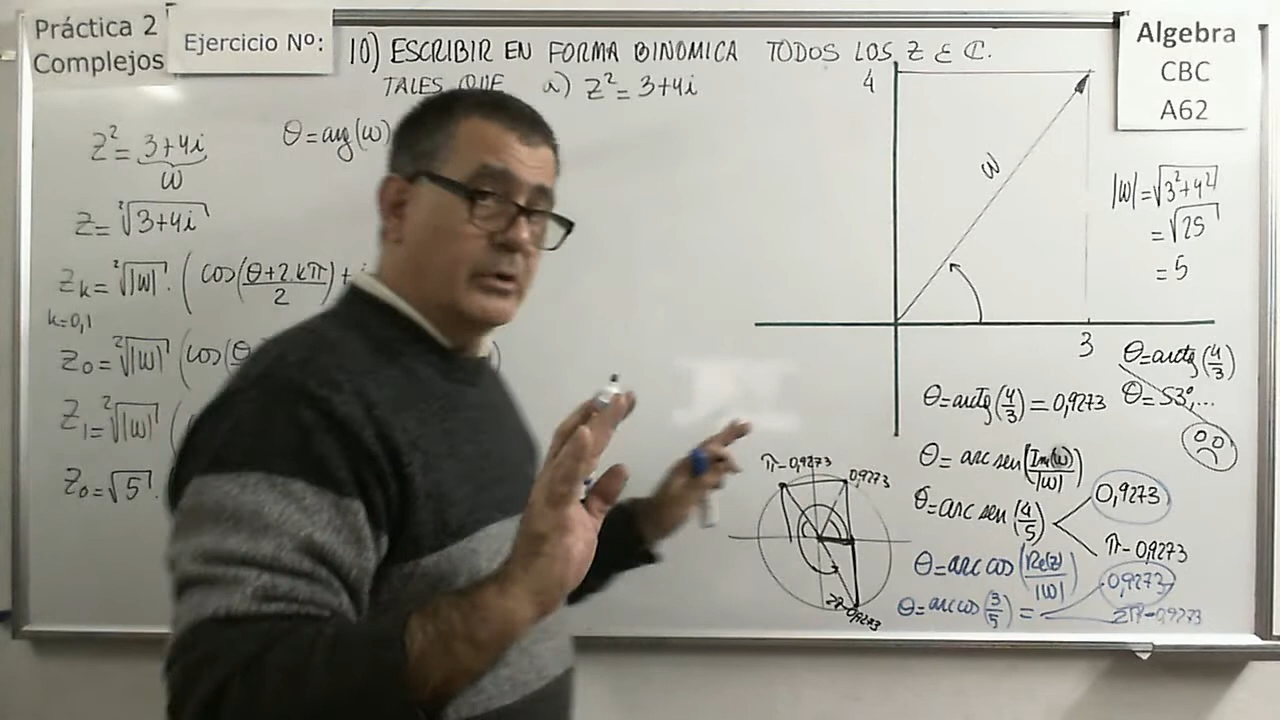 Práctica 2
Complejos
Ejercicio Nº:
10) ESCRIBIR EN FORMA BINOMICA TODOS LOS Z ∈ ℂ.
TALES QUE a) Z² = 3+4i
Algebra
CBC
A62
Z² = 3+4i
W
θ = arg(w)
Z = ²√3+4i
Zk = ²√|w| . ( cos(θ+2.kπ/2) +
k=0,1
Z0 = ²√|w| (cos(θ
Z1 = ²√|w| (
Z0 = √5 .
4
w
3
|w| = √3²+4²
= √25
= 5
θ = arctg(4/3)
θ = 53°,...
θ = arctg(4/3) = 0,9273
θ = arc sen(Im(w)/|w|)
θ = arc sen(4/5)
0,9273
π - 0,9273
θ = arc cos(Re(z)/|w|)
θ = arc cos(3/5) =
0,9273
2π - 0,9273
π - 0,9273
0,9273
2π - 0,9273